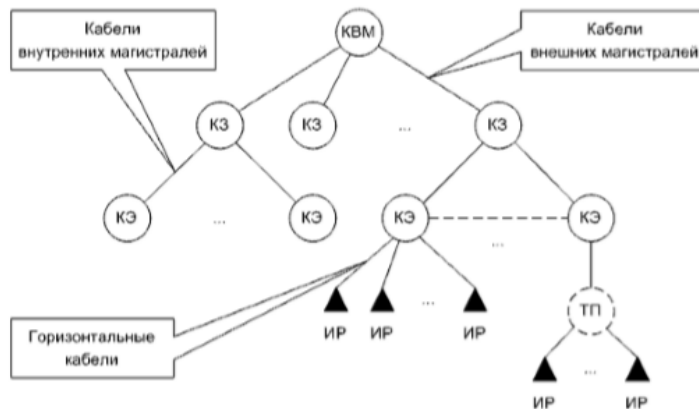 Кабели
внутренних магистралей
КВМ
Кабели
внешних магистралей
КЗ
КЗ
...
КЗ
КЭ
...
КЭ
КЭ
...
КЭ
Горизонтальные
кабели
ИР
ИР
...
ИР
ТП
...
ИР
ИР